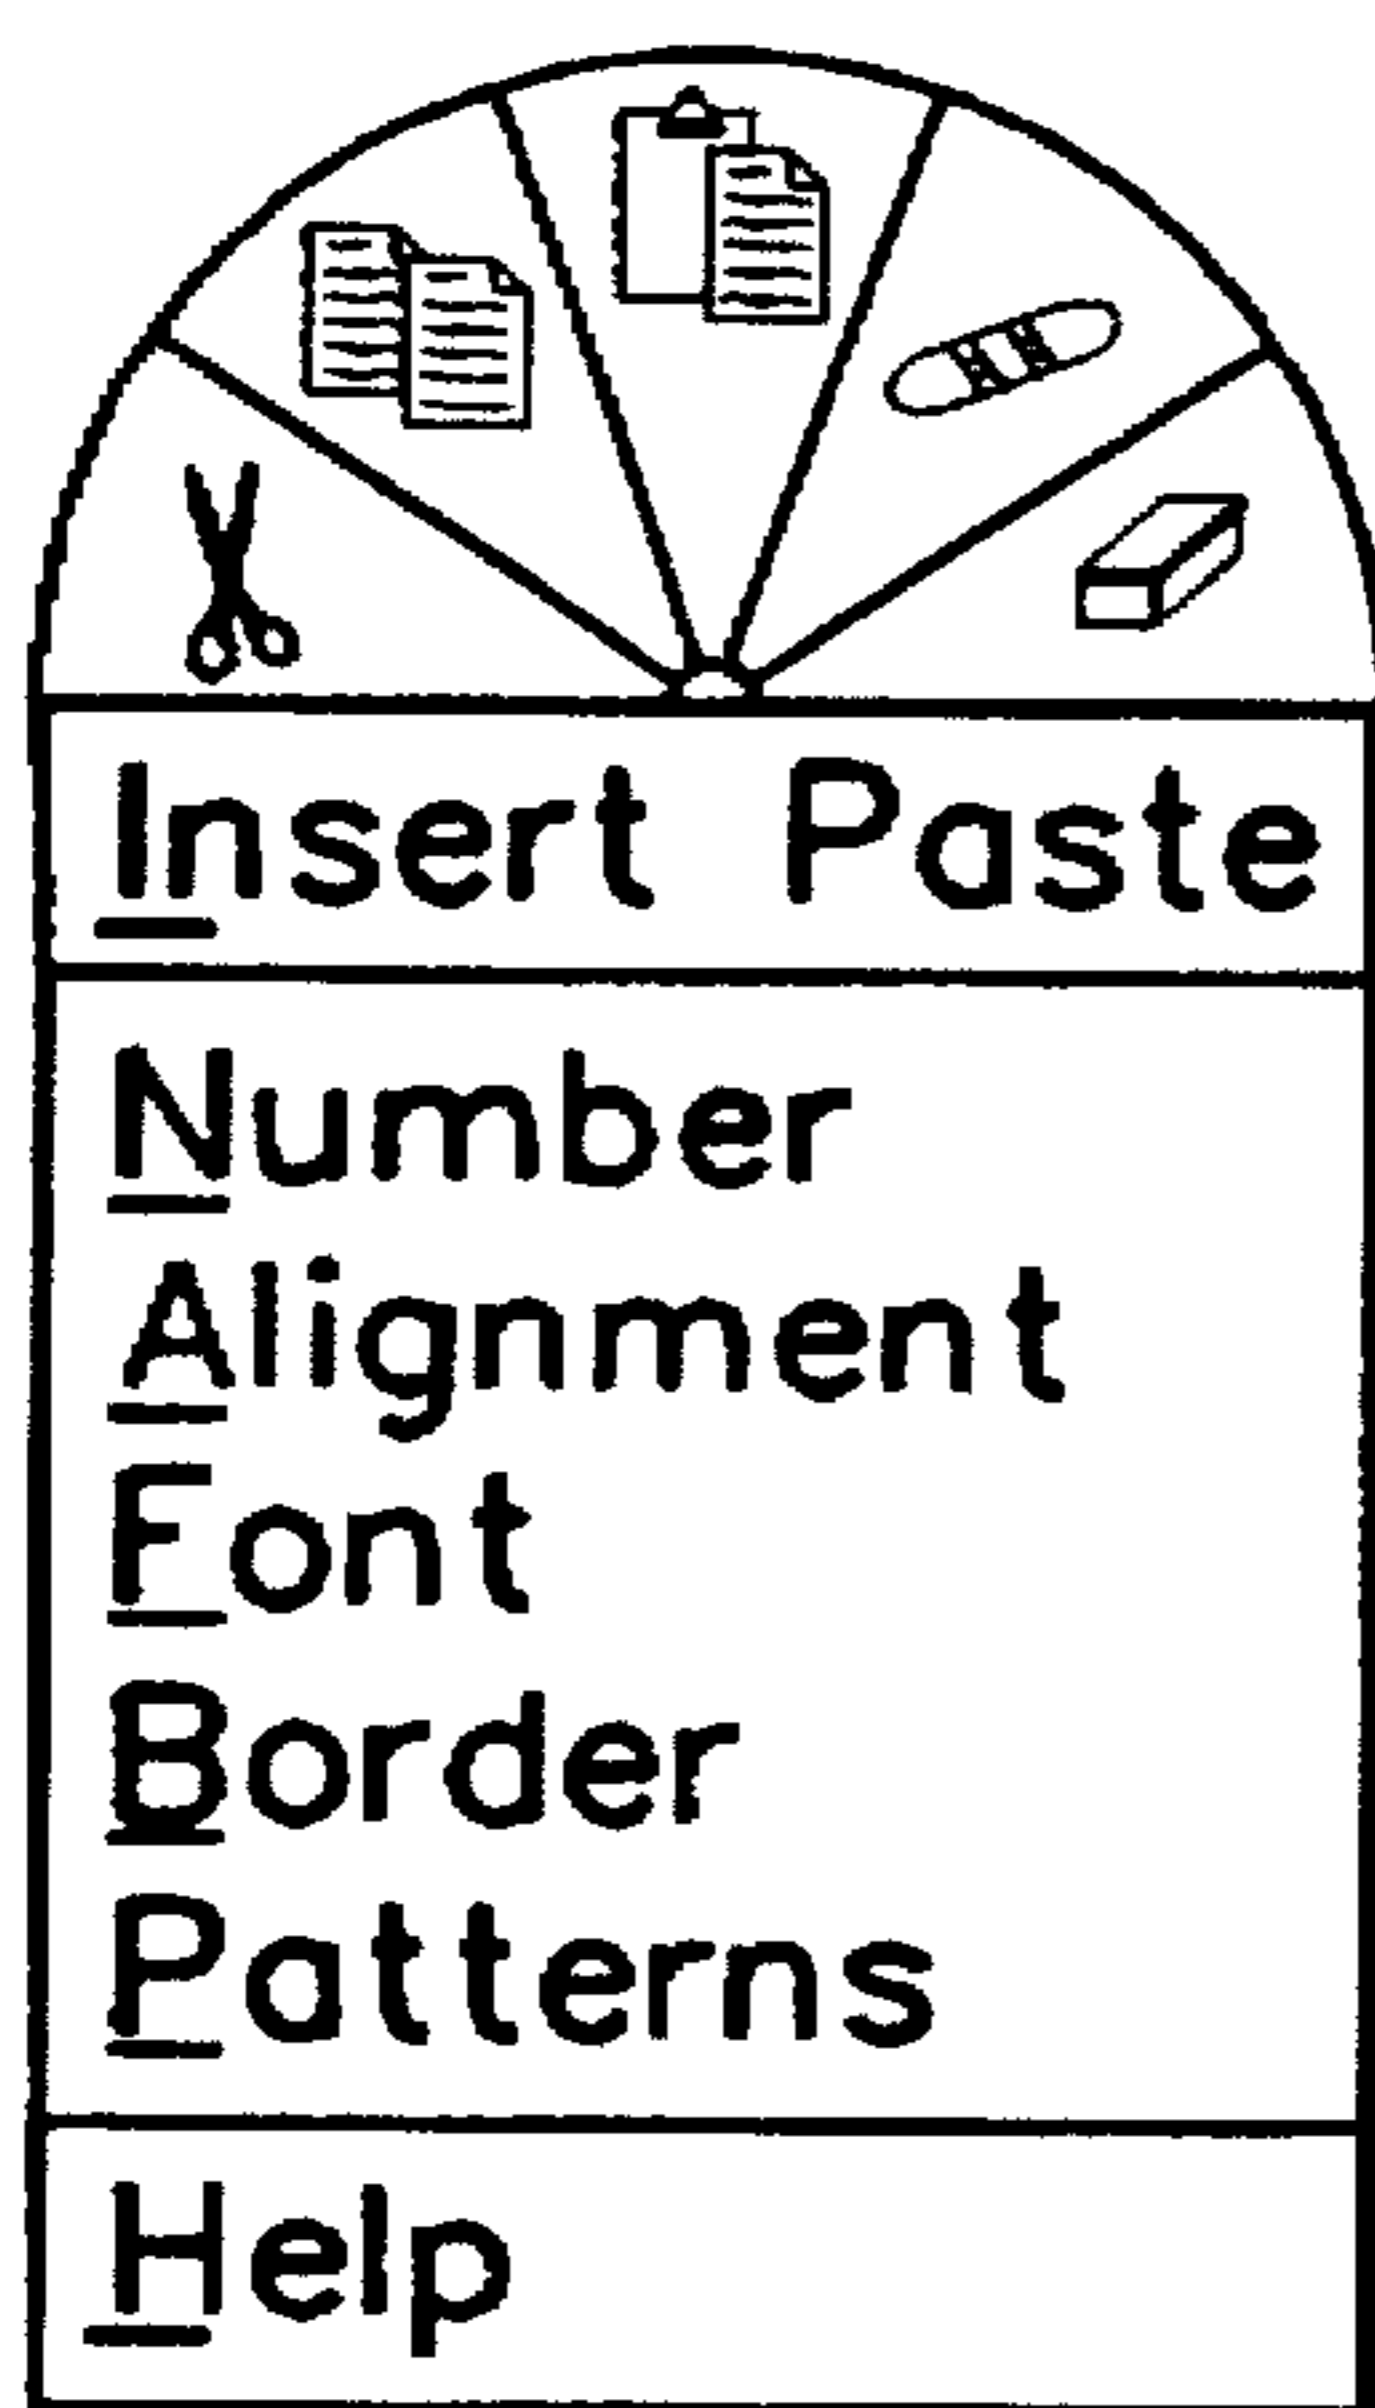 Insert Paste
Number
Alignment
Font
Border
Patterns
Help